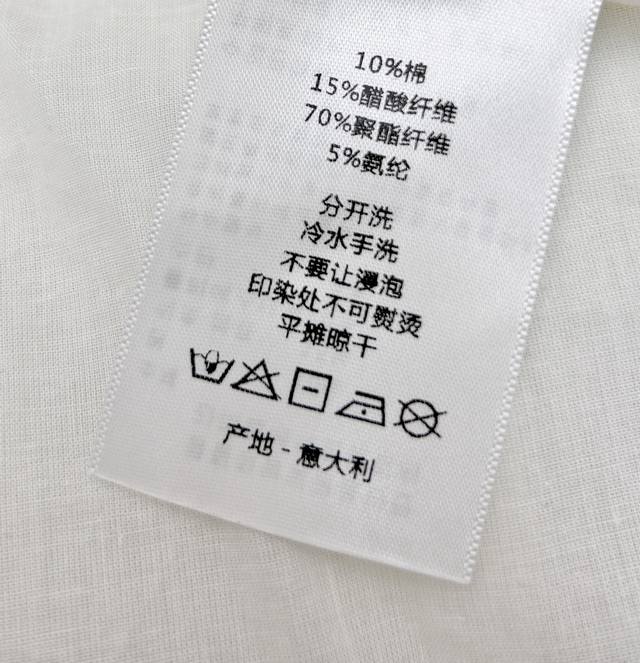 10%棉
15%醋酸纤维
70%聚酯纤维
5%氨纶
分开洗
冷水手洗
不要让浸泡
印染处不可熨烫
平摊晾干
产地 - 意大利